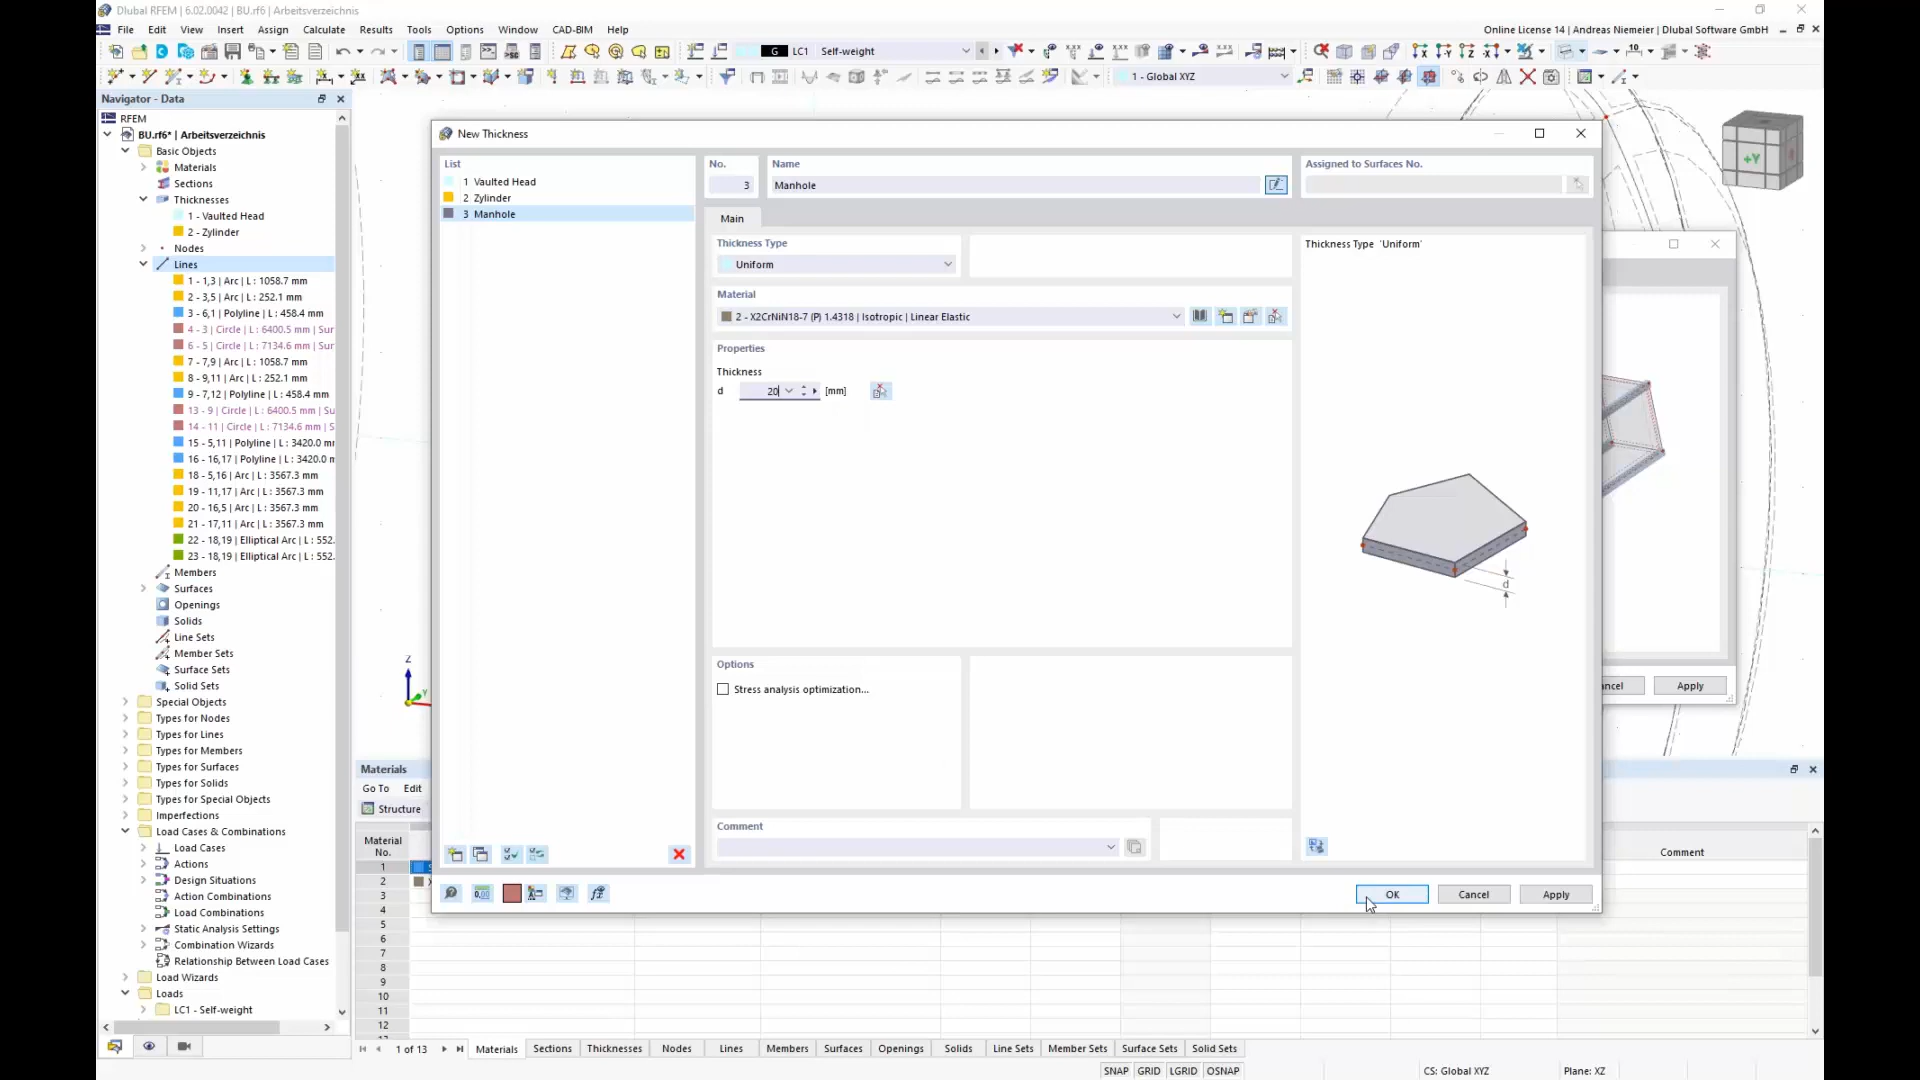 Dlubal RFEM | 6.02.0042 | BU.rf6 | Arbeitsverzeichnis
File Edit View Insert Assign Calculate Results Tools Options Window CAD-BIM Help
Online License 14 | Andreas Niemeier | Dlubal Software GmbH
G LC1 Self-weight
1 - Global XYZ
Navigator - Data
RFEM
BU.rf6* | Arbeitsverzeichnis
Basic Objects
Materials
Sections
Thicknesses
1 - Vaulted Head
2 - Zylinder
Nodes
Lines
1 - 1,3 | Arc | L : 1058.7 mm
2 - 3,5 | Arc | L : 252.1 mm
3 - 6,1 | Polyline | L : 458.4 mm
4 - 3 | Circle | L : 6400.5 mm | Sur
6 - 5 | Circle | L : 7134.6 mm | Sur
7 - 7,9 | Arc | L : 1058.7 mm
8 - 9,11 | Arc | L : 252.1 mm
9 - 7,12 | Polyline | L : 458.4 mm
13 - 9 | Circle | L : 6400.5 mm | Su
14 - 11 | Circle | L : 7134.6 mm | Su
15 - 5,11 | Polyline | L : 3420.0 mr
16 - 16,17 | Polyline | L : 3420.0 n
18 - 5,16 | Arc | L : 3567.3 mm
19 - 11,17 | Arc | L : 3567.3 mm
20 - 16,5 | Arc | L : 3567.3 mm
21 - 17,11 | Arc | L : 3567.3 mm
22 - 18,19 | Elliptical Arc | L : 552.
23 - 18,19 | Elliptical Arc | L : 552.
Members
Surfaces
Openings
Solids
Line Sets
Member Sets
Surface Sets
Solid Sets
Special Objects
Types for Nodes
Types for Lines
Types for Members
Types for Surfaces
Types for Solids
Types for Special Objects
Imperfections
Load Cases & Combinations
Load Cases
Actions
Design Situations
Action Combinations
Load Combinations
Static Analysis Settings
Combination Wizards
Relationship Between Load Cases
Load Wizards
Loads
LC1 - Self-weight
New Thickness
List
1 Vaulted Head
2 Zylinder
3 Manhole
No.
3
Name
Manhole
Assigned to Surfaces No.
Main
Thickness Type
Uniform
Material
2 - X2CrNiN18-7 (P) 1.4318 | Isotropic | Linear Elastic
Properties
Thickness
d 20 [mm]
Options
Stress analysis optimization...
Comment
Thickness Type 'Uniform'
d
OK Cancel Apply
ancel Apply
+Y
Z
Y
Materials
Go To Edit
Structure
Material
No.
Comment
1
2
3
4
5
6
7
8
9
10
11
12
1 of 13
Materials Sections Thicknesses Nodes Lines Members Surfaces Openings Solids Line Sets Member Sets Surface Sets Solid Sets
SNAP GRID LGRID OSNAP
CS: Global XYZ
Plane: XZ